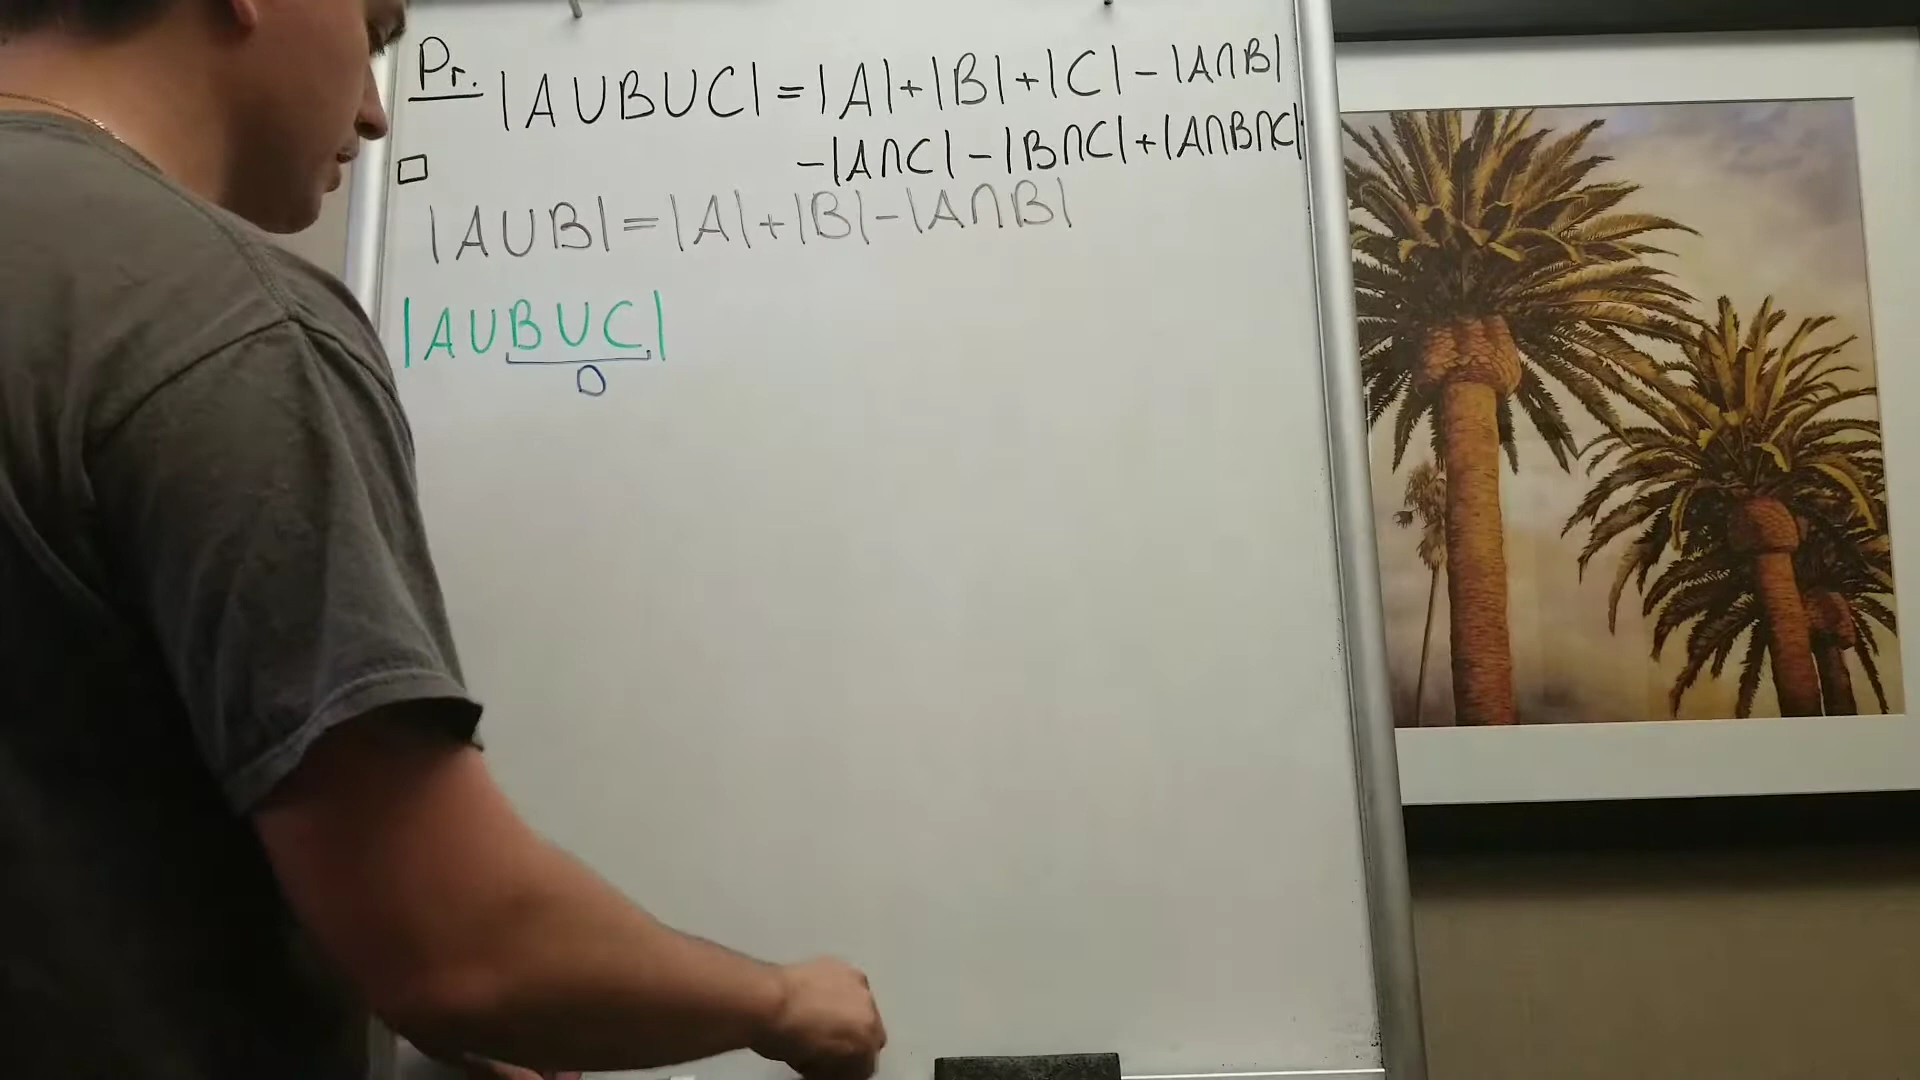 Pr. |A∪B∪C| = |A|+|B|+|C|-|A∩B|
-|A∩C|-|B∩C|+|A∩B∩C|
|A∪B|=|A|+|B|-|A∩B|
|A∪B∪C|
D